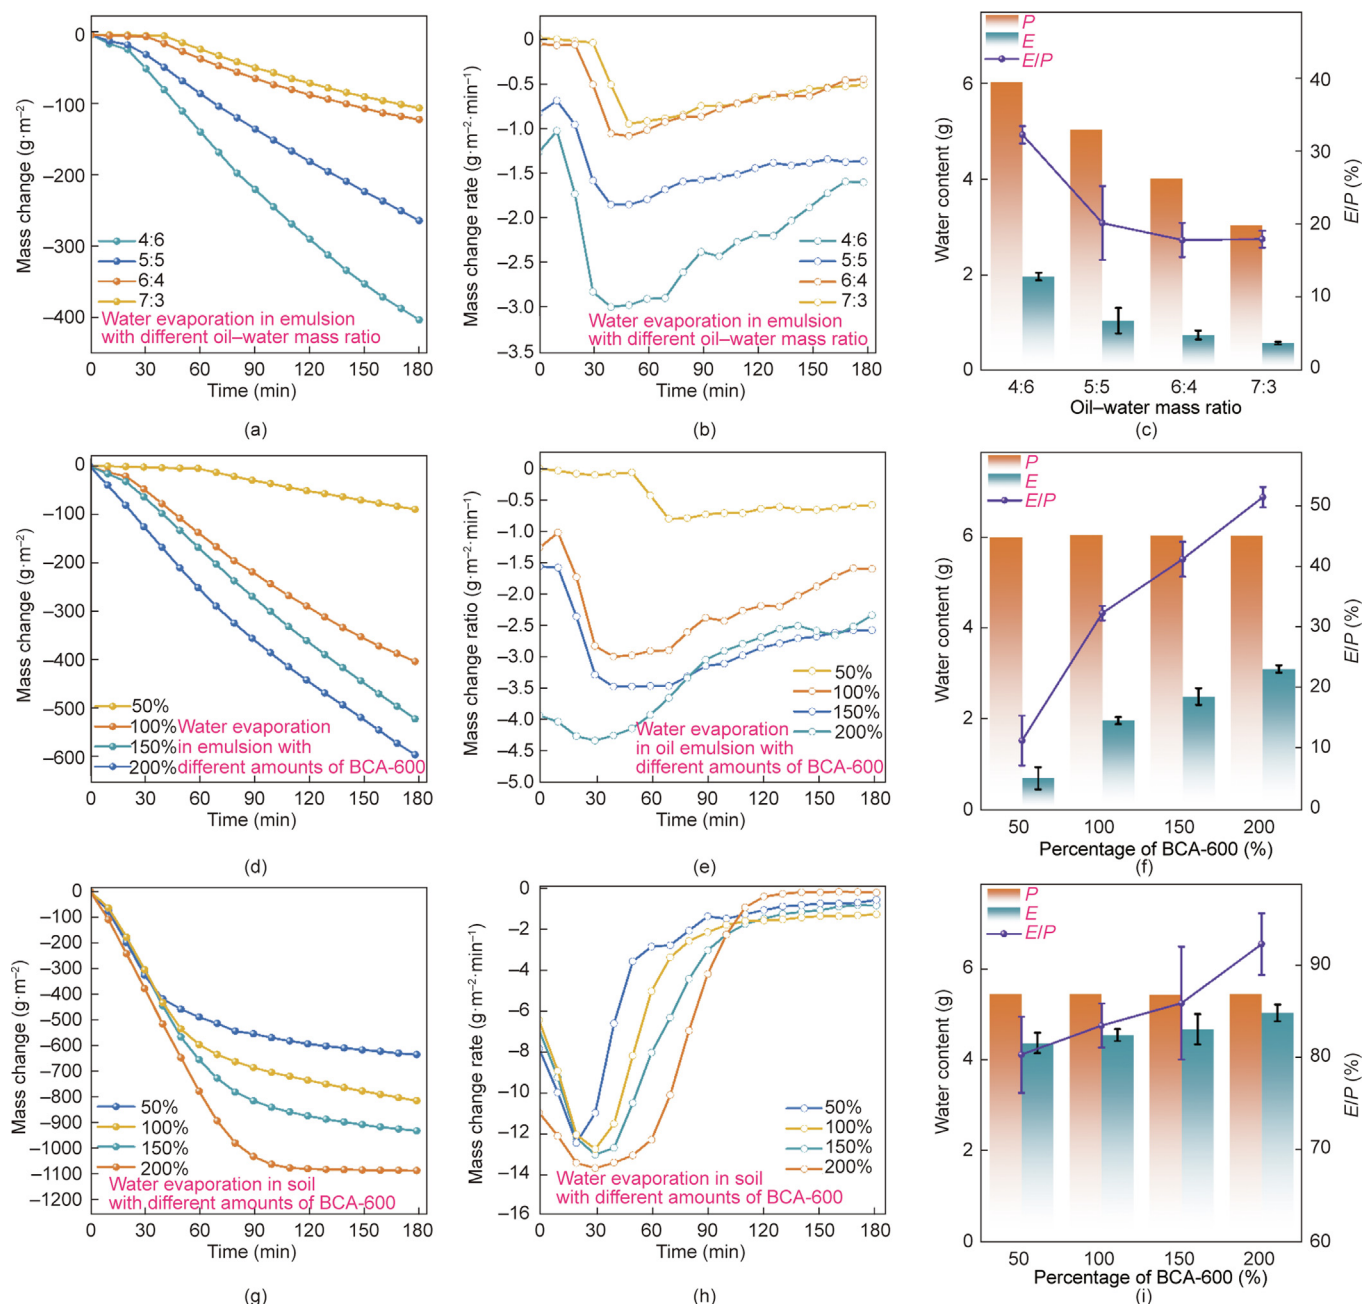 0
−100
−200
−300
−400
Mass change (g·m−2)
4:6
5:5
6:4
7:3
Water evaporation in emulsion
with different oil–water mass ratio
0 30 60 90 120 150 180
Time (min)
(a)
0
−0.5
−1.0
−1.5
−2.0
−2.5
−3.0
−3.5
Mass change rate (g·m−2·min−1)
4:6
5:5
6:4
7:3
Water evaporation in emulsion
with different oil–water mass ratio
0 30 60 90 120 150 180
Time (min)
(b)
P
E
E/P
6
4
2
0
Water content (g)
40
30
20
10
0
E/P (%)
4:6 5:5 6:4 7:3
Oil–water mass ratio
(c)
0
−100
−200
−300
−400
−500
−600
Mass change (g·m−2)
50%
100%
150%
200%
Water evaporation
in emulsion with
different amounts of BCA-600
0 30 60 90 120 150 180
Time (min)
(d)
0
−0.5
−1.0
−1.5
−2.0
−2.5
−3.0
−3.5
−4.0
−4.5
−5.0
Mass change ratio (g·m−2·min−1)
50%
100%
150%
200%
Water evaporation
in oil emulsion with
different amounts of BCA-600
0 30 60 90 120 150 180
Time (min)
(e)
P
E
E/P
6
4
2
0
Water content (g)
50
40
30
20
10
0
E/P (%)
50 100 150 200
Percentage of BCA-600 (%)
(f)
0
−100
−200
−300
−400
−500
−600
−700
−800
−900
−1000
−1100
−1200
Mass change (g·m−2)
50%
100%
150%
200%
Water evaporation in soil
with different amounts of BCA-600
0 30 60 90 120 150 180
Time (min)
(g)
0
−2
−4
−6
−8
−10
−12
−14
−16
Mass change rate (g·m−2·min−1)
50%
100%
150%
200%
Water evaporation in soil
with different amounts of BCA-600
0 30 60 90 120 150 180
Time (min)
(h)
P
E
E/P
6
4
2
0
Water content (g)
90
80
70
60
E/P (%)
50 100 150 200
Percentage of BCA-600 (%)
(i)